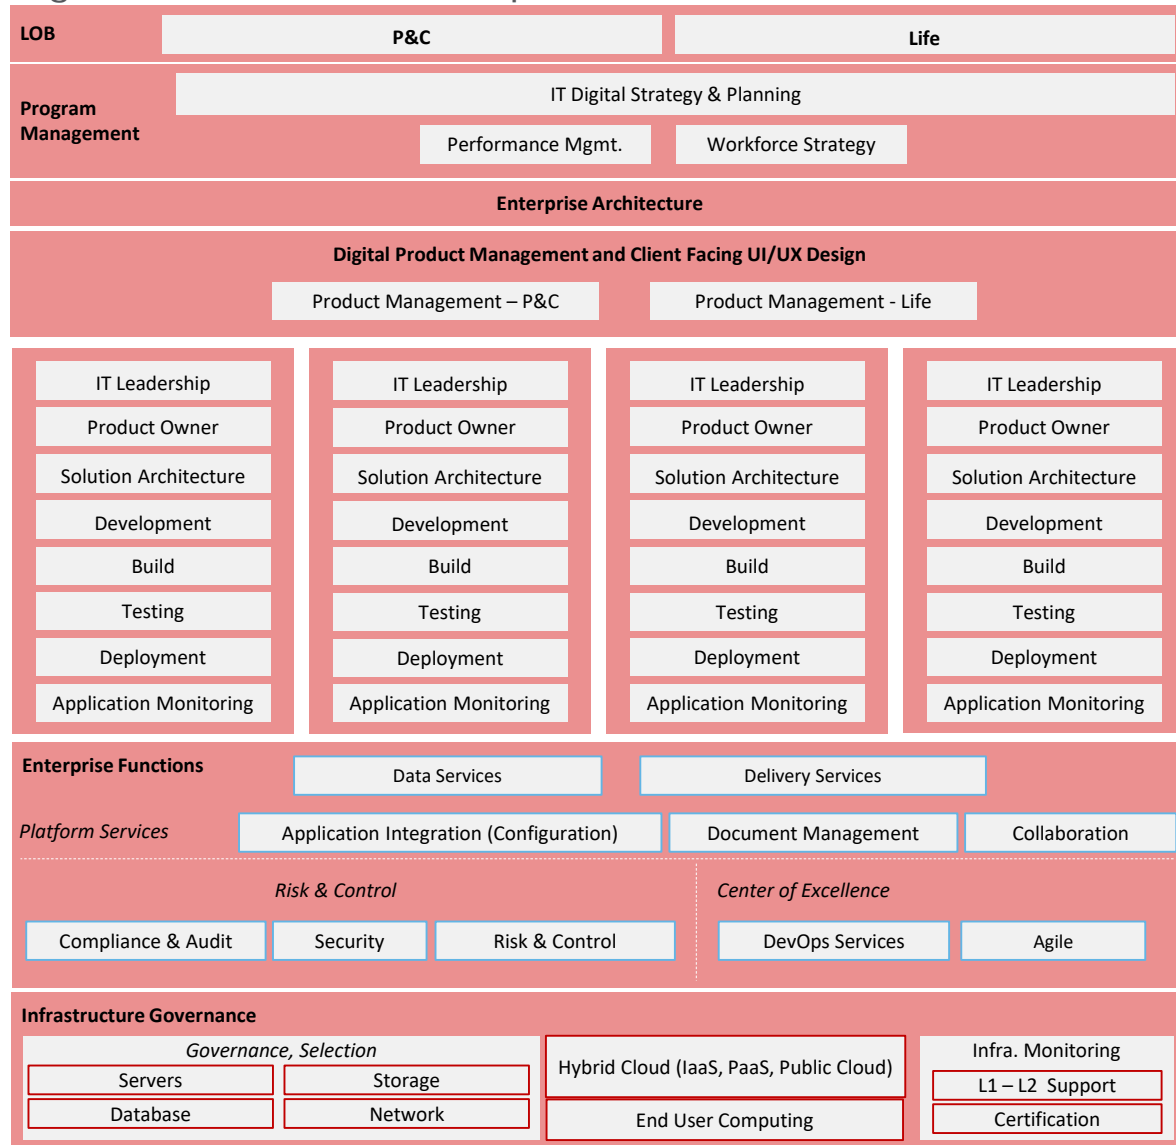 LOB
P&C
Life
Program
Management
IT Digital Strategy & Planning
Performance Mgmt.
Workforce Strategy
Enterprise Architecture
Digital Product Management and Client Facing UI/UX Design
Product Management – P&C
Product Management - Life
IT Leadership
Product Owner
Solution Architecture
Development
Build
Testing
Deployment
Application Monitoring
IT Leadership
Product Owner
Solution Architecture
Development
Build
Testing
Deployment
Application Monitoring
IT Leadership
Product Owner
Solution Architecture
Development
Build
Testing
Deployment
Application Monitoring
IT Leadership
Product Owner
Solution Architecture
Development
Build
Testing
Deployment
Application Monitoring
Enterprise Functions
Data Services
Delivery Services
Platform Services
Application Integration (Configuration)
Document Management
Collaboration
Risk & Control
Compliance & Audit
Security
Risk & Control
Center of Excellence
DevOps Services
Agile
Infrastructure Governance
Governance, Selection
Servers
Storage
Database
Network
Hybrid Cloud (IaaS, PaaS, Public Cloud)
End User Computing
Infra. Monitoring
L1 – L2 Support
Certification